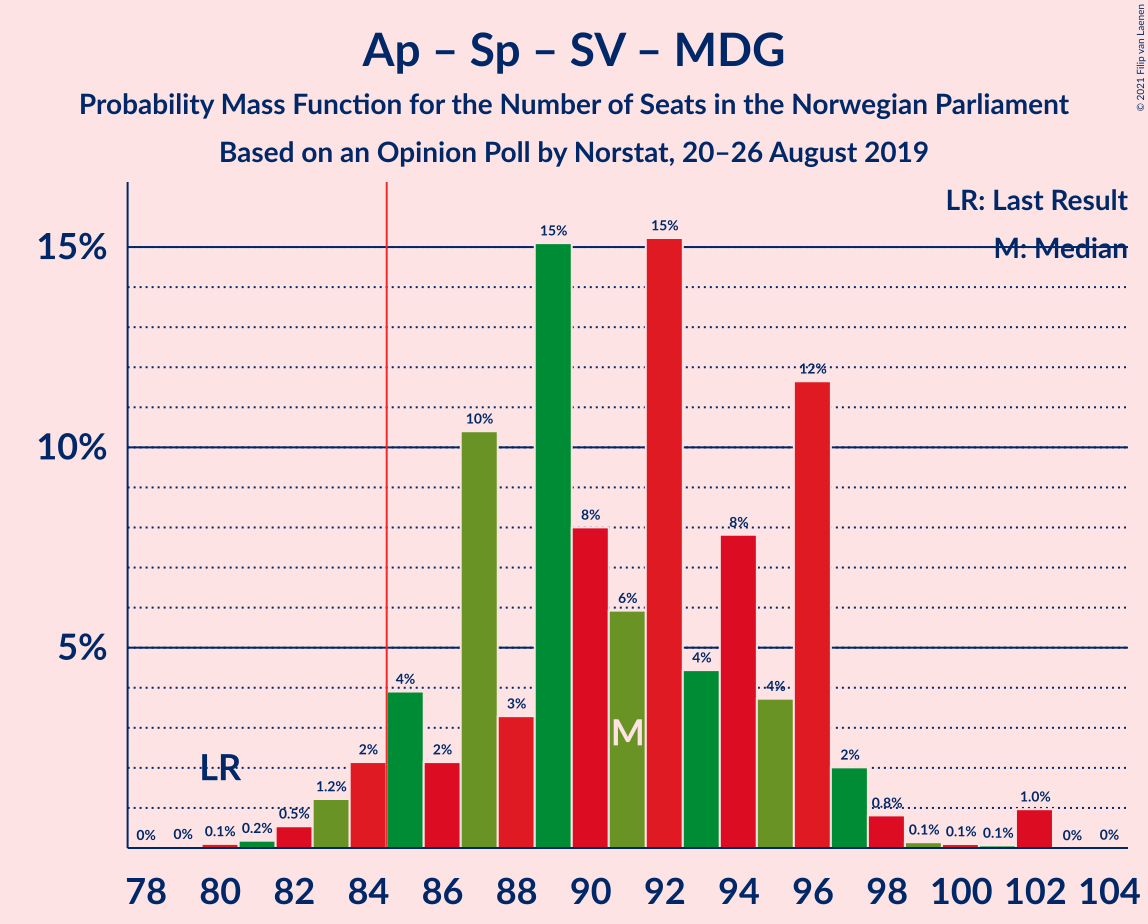 Ap – Sp – SV – MDG
Probability Mass Function for the Number of Seats in the Norwegian Parliament
Based on an Opinion Poll by Norstat, 20–26 August 2019
© 2021 Filip van Laenen
LR: Last Result
M: Median
15%
10%
5%
0% 0% 0.1% 0.2% 0.5% 1.2% 2% 4% 2% 10% 3% 15% 8% 6% 15% 4% 8% 4% 12% 2% 0.8% 0.1% 0.1% 0.1% 1.0% 0% 0%
LR
M
78 80 82 84 86 88 90 92 94 96 98 100 102 104